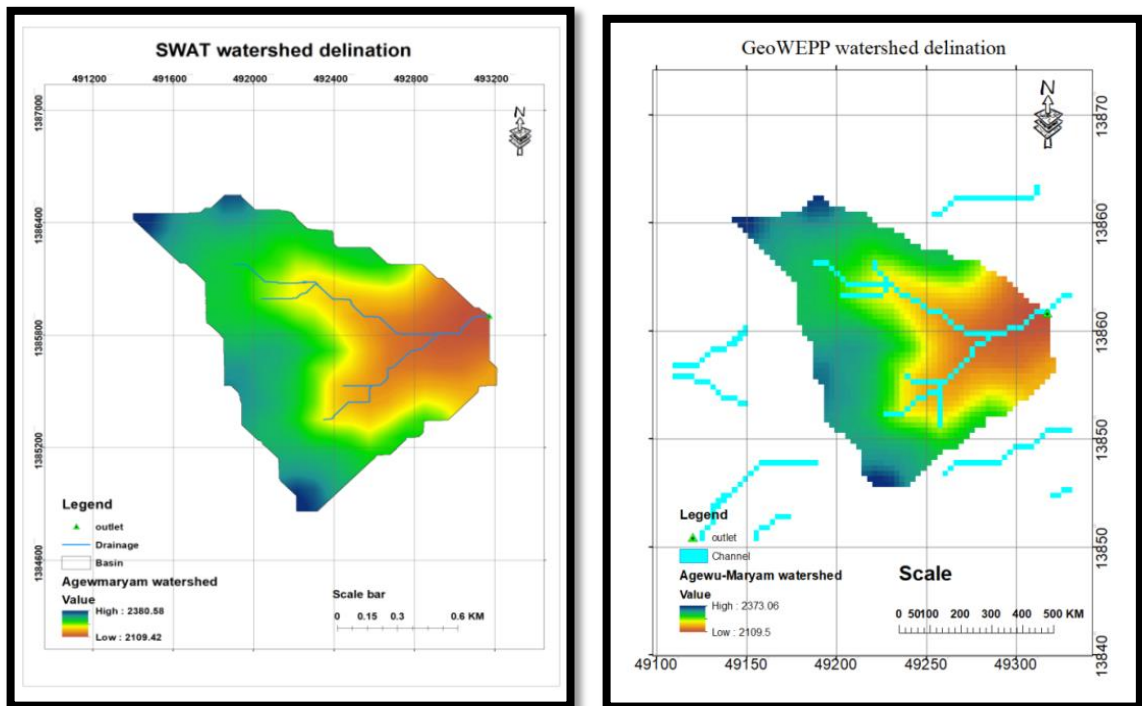 SWAT watershed delination
491200 491600 492000 492400 492800 493200
1387000
1386400
1385800
1385200
1384600
N
Legend
outlet
Drainage
Basin
Agewmaryam watershed
Value
High : 2380.58
Low : 2109.42
Scale bar
0 0.15 0.3 0.6 KM
GeoWEPP watershed delination
N
13870
13860
13860
13850
13850
13840
Legend
outlet
Channel
Agewu-Maryam watershed
Value
High : 2373.06
Low : 2109.5
Scale
0 50100 200 300 400 500 KM
49100 49150 49200 49250 49300